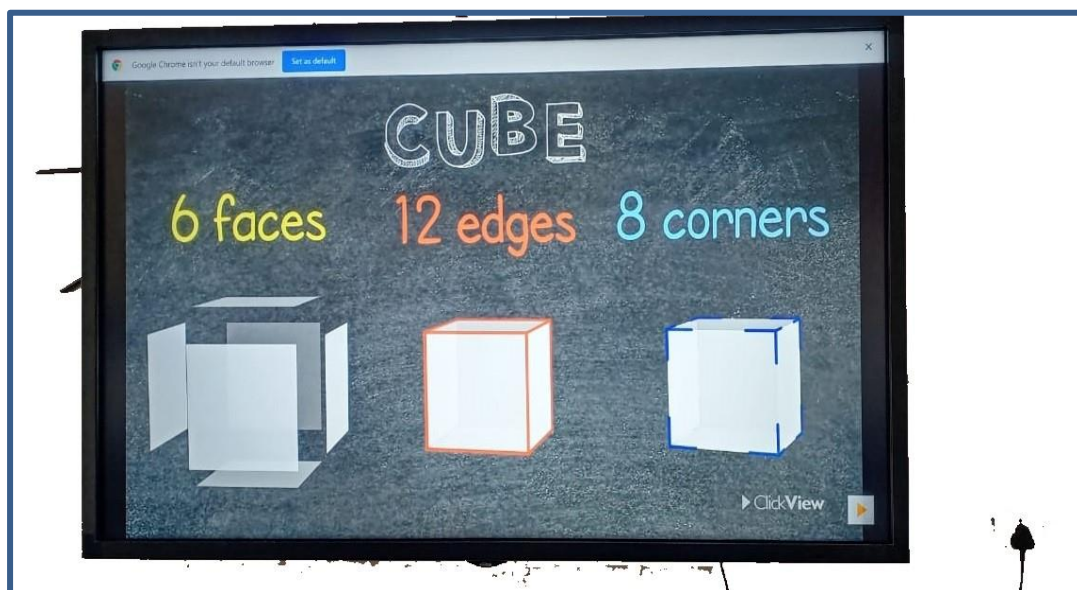 Google Chrome isn't your default browser Set as default
CUBE
6 faces 12 edges 8 corners
ClickView